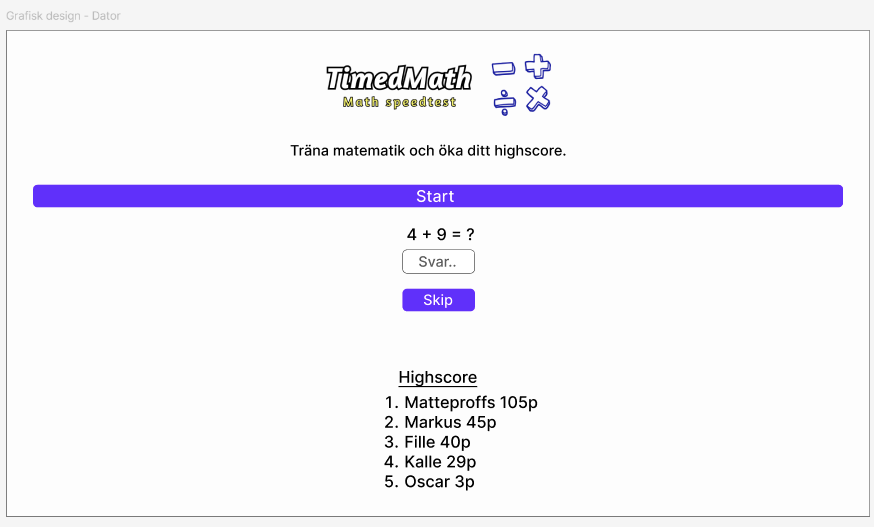 Grafisk design - Dator
TimedMath
Math speedtest
Träna matematik och öka ditt highscore.
Start
4 + 9 = ?
Svar..
Skip
Highscore
1. Matteproffs 105p
2. Markus 45p
3. Fille 40p
4. Kalle 29p
5. Oscar 3p